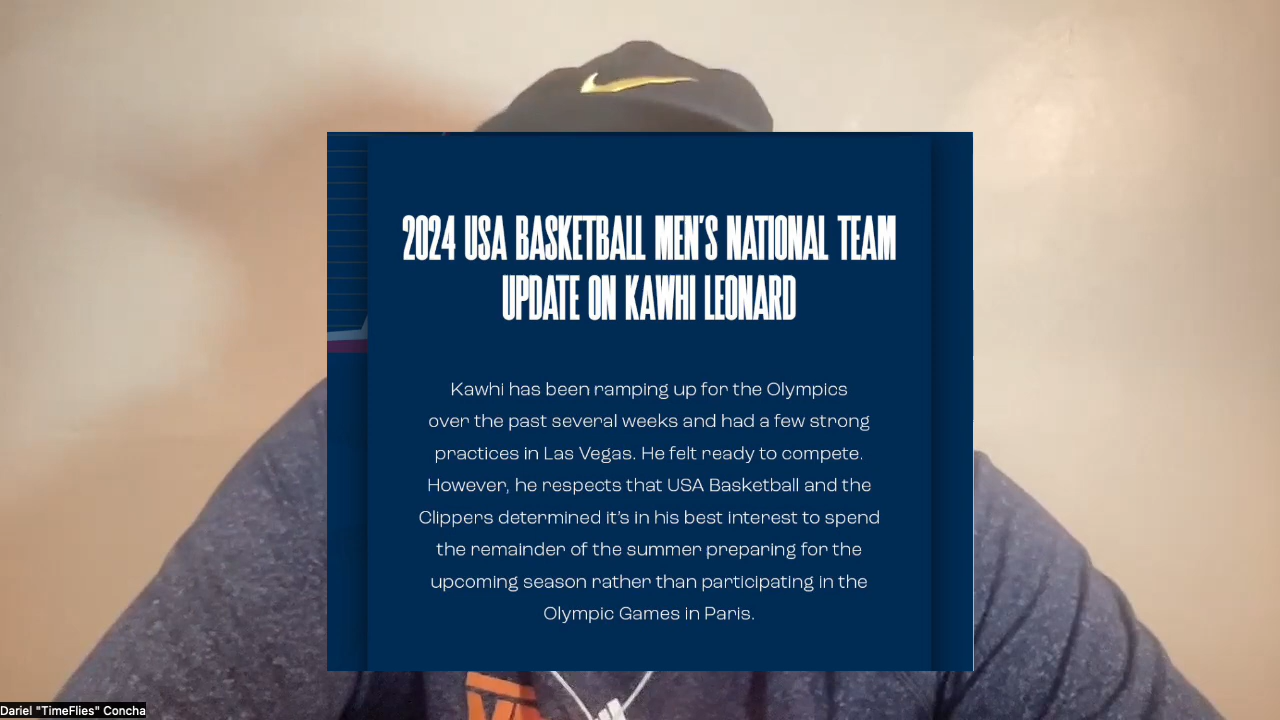 2024 USA BASKETBALL MEN'S NATIONAL TEAM
UPDATE ON KAWHI LEONARD
Kawhi has been ramping up for the Olympics
over the past several weeks and had a few strong
practices in Las Vegas. He felt ready to compete.
However, he respects that USA Basketball and the
Clippers determined it's in his best interest to spend
the remainder of the summer preparing for the
upcoming season rather than participating in the
Olympic Games in Paris.
Dariel "TimeFlies" Concha